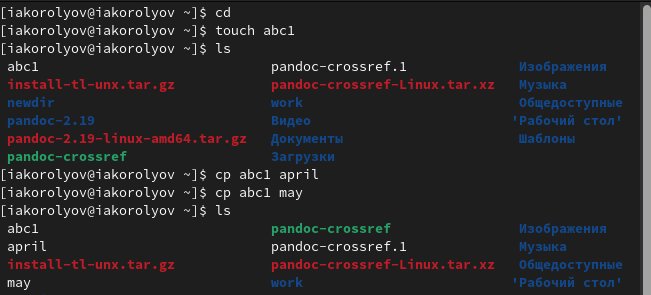 [iakorolyov@iakorolyov ~]$ cd
[iakorolyov@iakorolyov ~]$ touch abc1
[iakorolyov@iakorolyov ~]$ ls
abc1 pandoc-crossref.1 Изображения
install-tl-unx.tar.gz pandoc-crossref-Linux.tar.xz Музыка
newdir work Общедоступные
pandoc-2.19 Видео 'Рабочий стол'
pandoc-2.19-linux-amd64.tar.gz Документы Шаблоны
pandoc-crossref Загрузки
[iakorolyov@iakorolyov ~]$ cp abc1 april
[iakorolyov@iakorolyov ~]$ cp abc1 may
[iakorolyov@iakorolyov ~]$ ls
abc1 pandoc-crossref Изображения
april pandoc-crossref.1 Музыка
install-tl-unx.tar.gz pandoc-crossref-Linux.tar.xz Общедоступные
may work 'Рабочий стол'